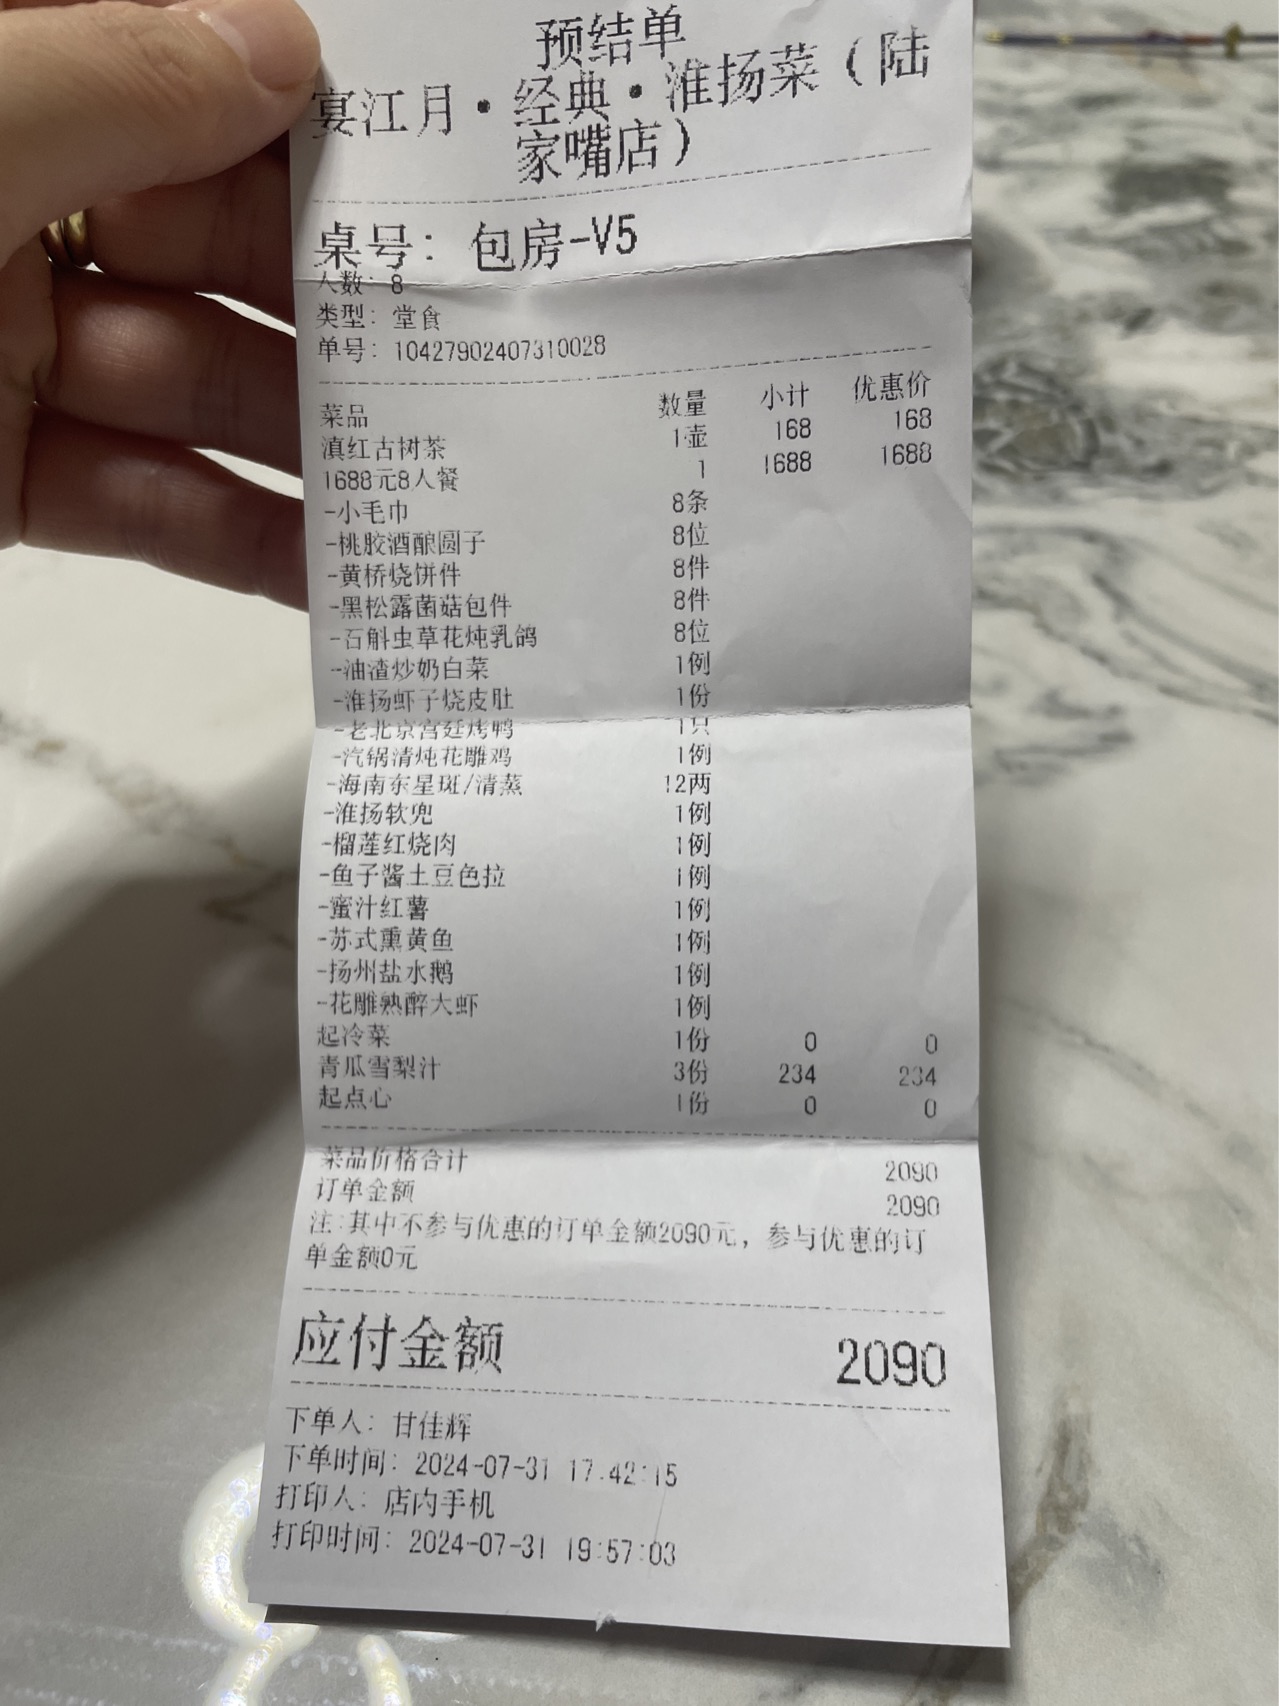 预结单
宴江月·经典·淮扬菜（陆
家嘴店）
桌号：包房-V5
人数：8
类型：堂食
单号：10427902407310028
菜品 数量 小计 优惠价
滇红古树茶 1壶 168 168
1688元8人餐 1 1688 1688
-小毛巾 8条
-桃胶酒酿圆子 8位
-黄桥烧饼件 8件
-黑松露菌菇包件 8件
-石斛虫草花炖乳鸽 8位
-油渣炒奶白菜 1例
-淮扬虾子烧皮肚 1份
-老北京宫廷烤鸭 1只
-汽锅清炖花雕鸡 1例
-海南东星斑/清蒸 12两
-淮扬软兜 1例
-榴莲红烧肉 1例
-鱼子酱土豆色拉 1例
-蜜汁红薯 1例
-苏式熏黄鱼 1例
-扬州盐水鹅 1例
-花雕熟醉大虾 1例
起冷菜 1份 0 0
青瓜雪梨汁 3份 234 234
起点心 1份 0 0
菜品价格合计 2090
订单金额 2090
注:其中不参与优惠的订单金额2090元，参与优惠的订
单金额0元
应付金额 2090
下单人：甘佳辉
下单时间：2024-07-31 17:42:15
打印人：店内手机
打印时间：2024-07-31 19:57:03